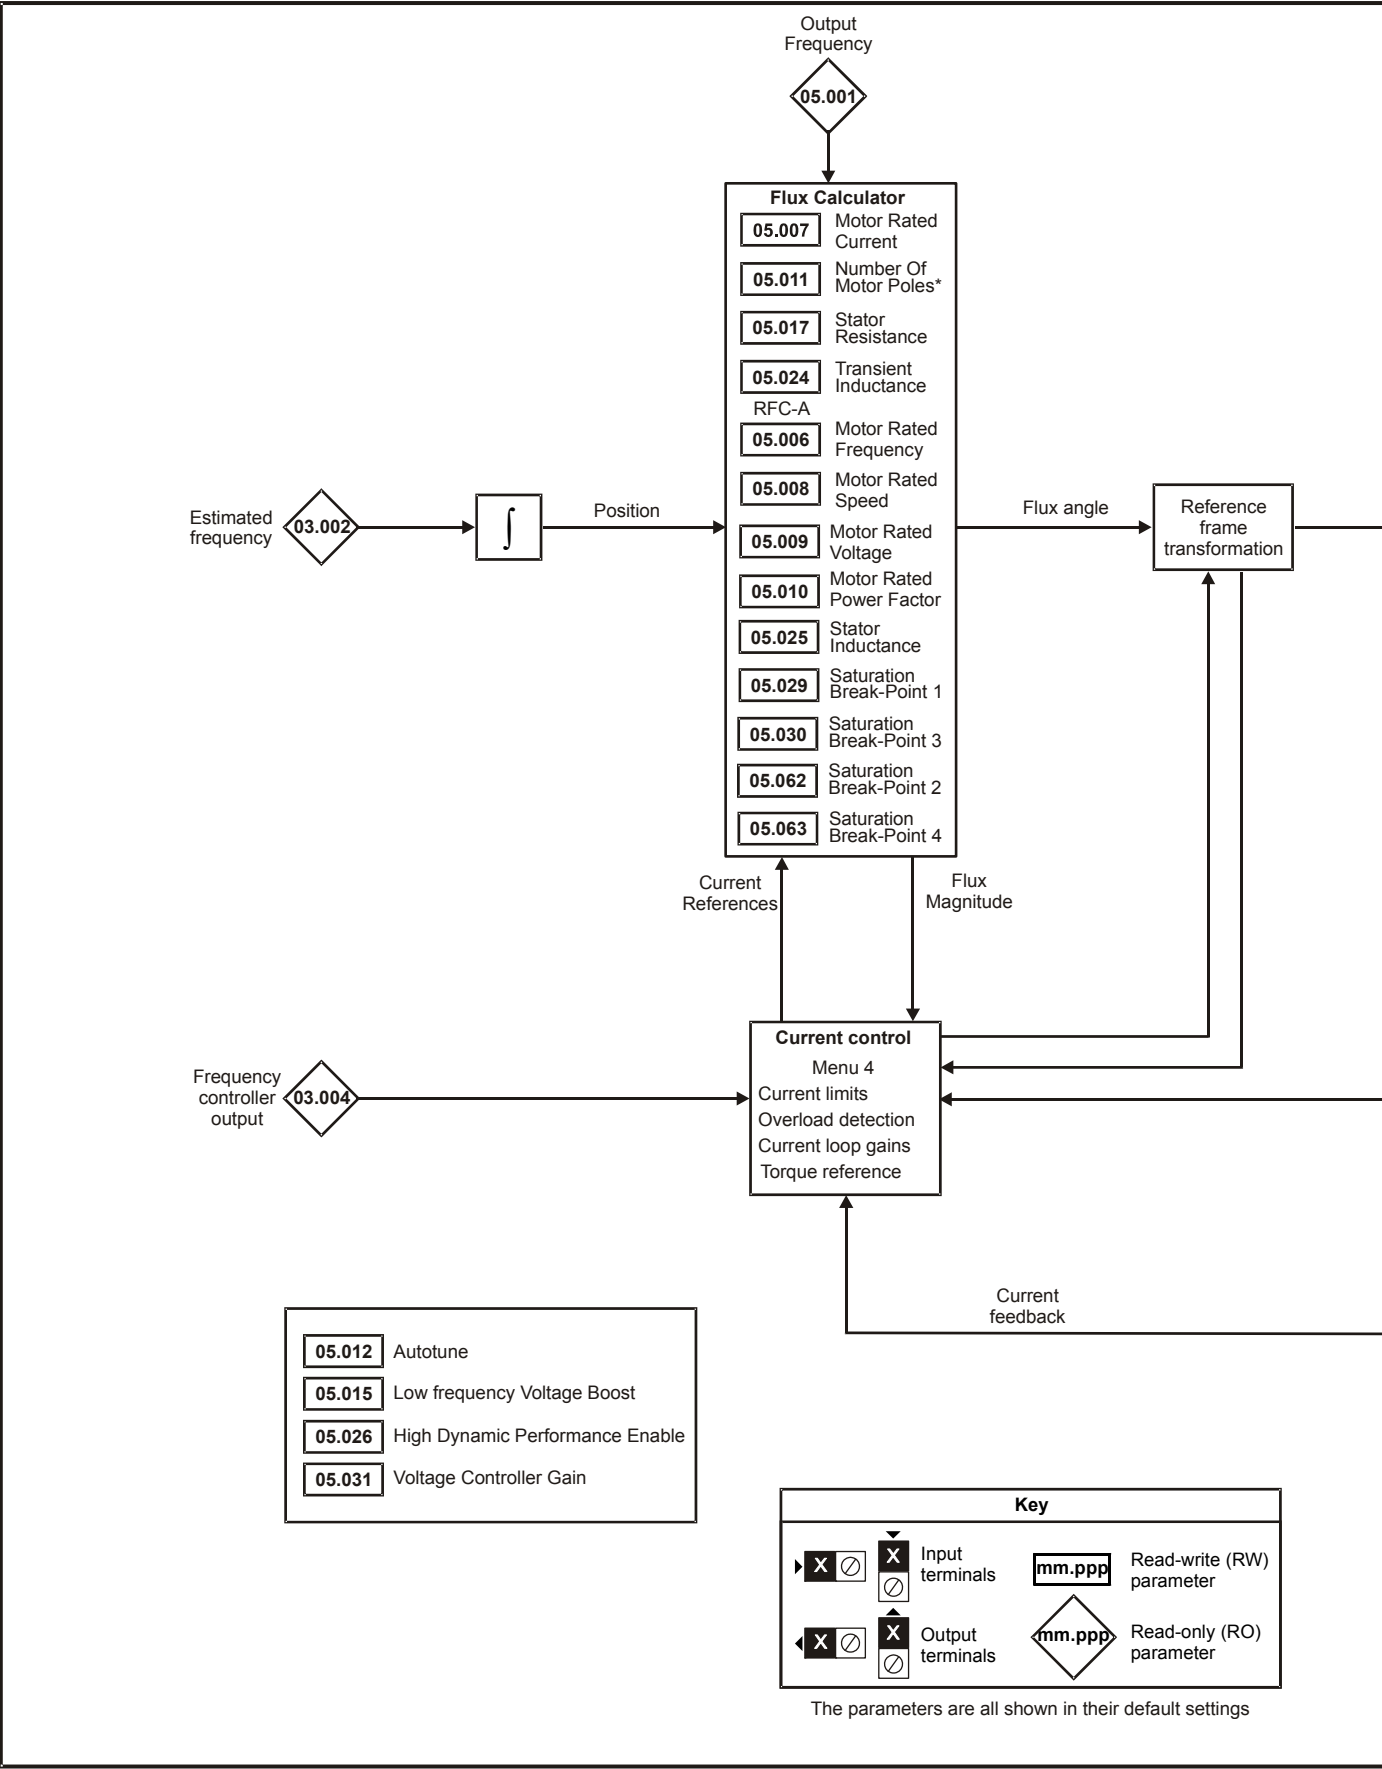 Output
Frequency
05.001
Flux Calculator
05.007
Motor Rated
Current
05.011
Number Of
Motor Poles*
05.017
Stator
Resistance
05.024
Transient
Inductance
RFC-A
05.006
Motor Rated
Frequency
05.008
Motor Rated
Speed
05.009
Motor Rated
Voltage
05.010
Motor Rated
Power Factor
05.025
Stator
Inductance
05.029
Saturation
Break-Point 1
05.030
Saturation
Break-Point 3
05.062
Saturation
Break-Point 2
05.063
Saturation
Break-Point 4
Estimated
frequency
03.002
∫
Position
Flux angle
Reference
frame
transformation
Current
References
Flux
Magnitude
Frequency
controller
output
03.004
Current control
Menu 4
Current limits
Overload detection
Current loop gains
Torque reference
Current
feedback
05.012 Autotune
05.015 Low frequency Voltage Boost
05.026 High Dynamic Performance Enable
05.031 Voltage Controller Gain
Key
X
X
Input
terminals
mm.ppp
Read-write (RW)
parameter
X
X
Output
terminals
mm.ppp
Read-only (RO)
parameter
The parameters are all shown in their default settings